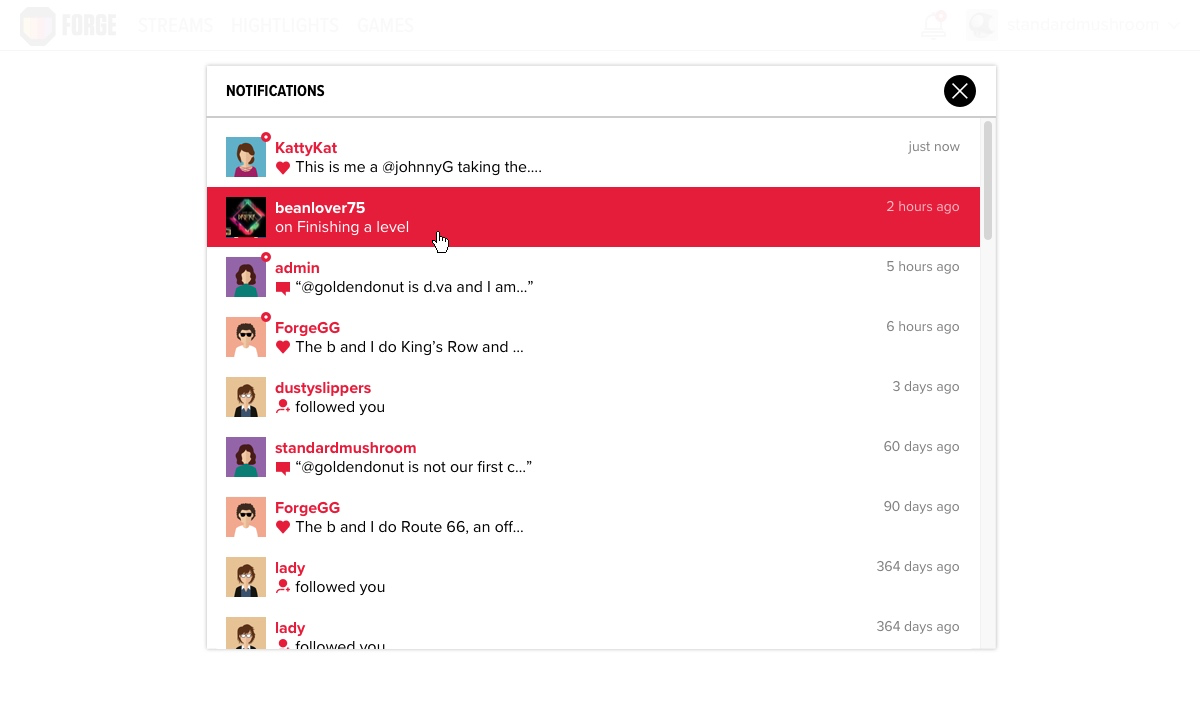 FORGE STREAMS HIGHTLIGHTS GAMES standardmushroom
NOTIFICATIONS
KattyKat just now
This is me a @johnnyG taking the....
beanlover75 2 hours ago
on Finishing a level
admin 5 hours ago
“@goldendonut is d.va and I am...”
ForgeGG 6 hours ago
The b and I do King’s Row and ...
dustyslippers 3 days ago
followed you
standardmushroom 60 days ago
“@goldendonut is not our first c...”
ForgeGG 90 days ago
The b and I do Route 66, an off...
lady 364 days ago
followed you
lady 364 days ago
followed you